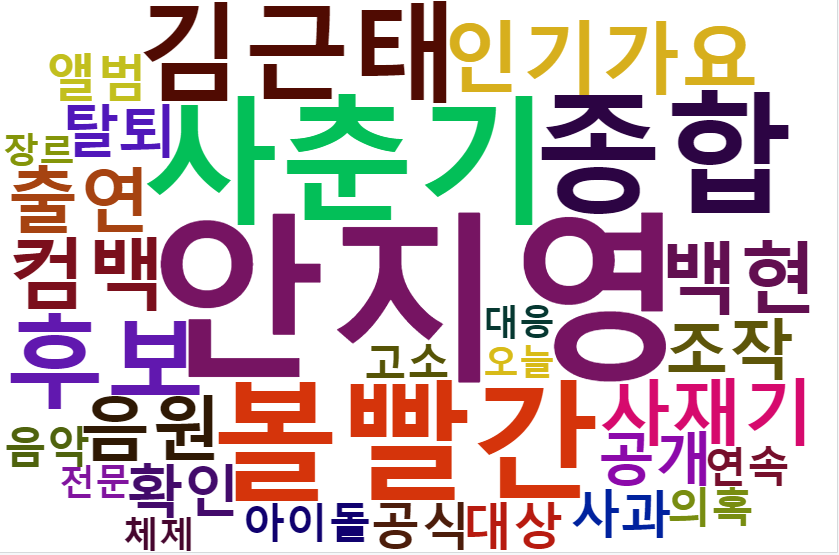 김근태
인기가요
앨범
탈퇴
사춘기
종합
장르
출연
컴백
안지영
백현
후보
대응
고소
오늘
조작
음원
볼빨간
사재기
음악
공개
연속
전문
확인
체제
아이돌
공식
대상
사과
의혹